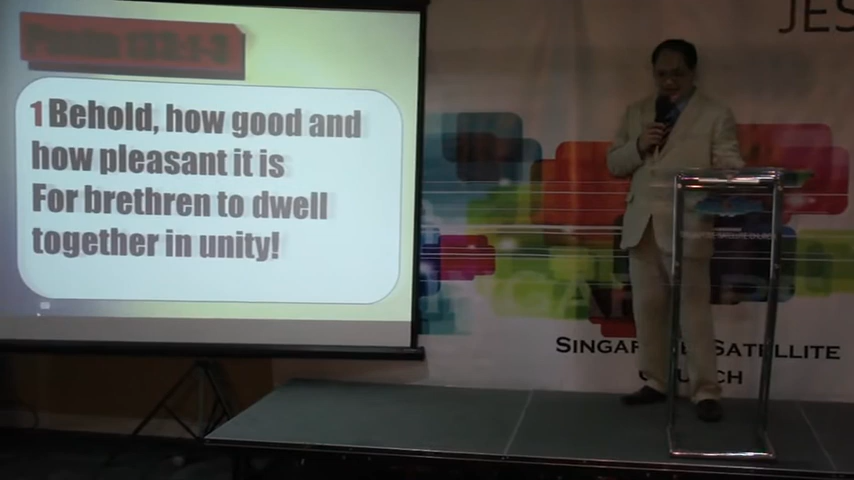 Psalm 133:1-3
1 Behold, how good and
how pleasant it is
For brethren to dwell
together in unity!
JES
SATELLITE